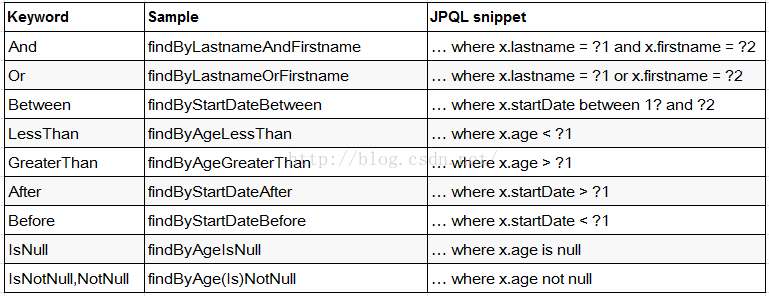 Keyword Sample JPQL snippet
And findByLastnameAndFirstname … where x.lastname = ?1 and x.firstname = ?2
Or findByLastnameOrFirstname … where x.lastname = ?1 or x.firstname = ?2
Between findByStartDateBetween … where x.startDate between 1? and ?2
LessThan findByAgeLessThan … where x.age < ?1
GreaterThan findByAgeGreaterThan … where x.age > ?1
http://blog.csdn.net/
After findByStartDateAfter … where x.startDate > ?1
Before findByStartDateBefore … where x.startDate < ?1
IsNull findByAgeIsNull … where x.age is null
IsNotNull,NotNull findByAge(Is)NotNull … where x.age not null